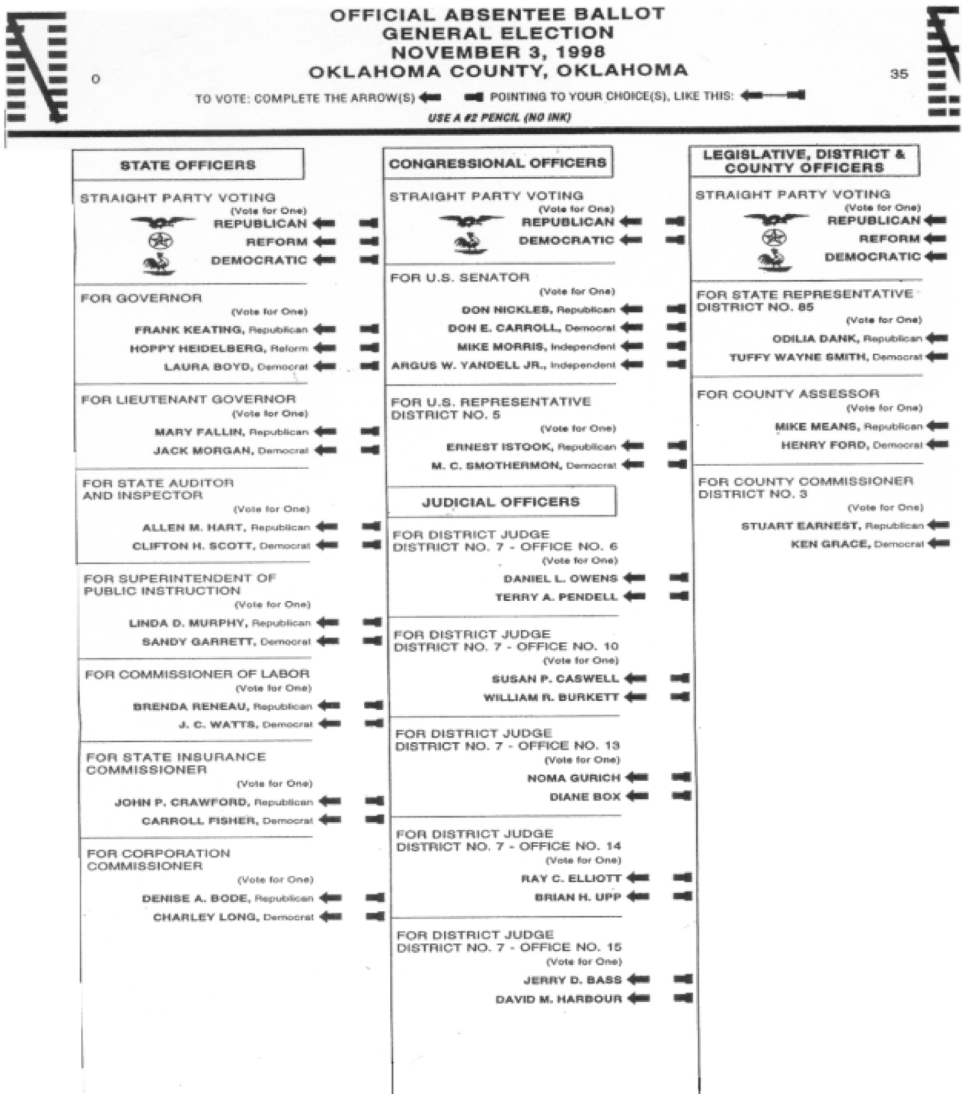 OFFICIAL ABSENTEE BALLOT
GENERAL ELECTION
NOVEMBER 3, 1998
OKLAHOMA COUNTY, OKLAHOMA
0
35
TO VOTE: COMPLETE THE ARROW(S) POINTING TO YOUR CHOICE(S), LIKE THIS:
USE A #2 PENCIL (NO INK)
STATE OFFICERS
STRAIGHT PARTY VOTING
(Vote for One)
REPUBLICAN
REFORM
DEMOCRATIC
FOR GOVERNOR
(Vote for One)
FRANK KEATING, Republican
HOPPY HEIDELBERG, Reform
LAURA BOYD, Democrat
FOR LIEUTENANT GOVERNOR
(Vote for One)
MARY FALLIN, Republican
JACK MORGAN, Democrat
FOR STATE AUDITOR
AND INSPECTOR
(Vote for One)
ALLEN M. HART, Republican
CLIFTON H. SCOTT, Democrat
FOR SUPERINTENDENT OF
PUBLIC INSTRUCTION
(Vote for One)
LINDA D. MURPHY, Republican
SANDY GARRETT, Democrat
FOR COMMISSIONER OF LABOR
(Vote for One)
BRENDA RENEAU, Republican
J. C. WATTS, Democrat
FOR STATE INSURANCE
COMMISSIONER
(Vote for One)
JOHN P. CRAWFORD, Republican
CARROLL FISHER, Democrat
FOR CORPORATION
COMMISSIONER
(Vote for One)
DENISE A. BODE, Republican
CHARLEY LONG, Democrat
CONGRESSIONAL OFFICERS
STRAIGHT PARTY VOTING
(Vote for One)
REPUBLICAN
DEMOCRATIC
FOR U.S. SENATOR
(Vote for One)
DON NICKLES, Republican
DON E. CARROLL, Democrat
MIKE MORRIS, Independent
ARGUS W. YANDELL JR., Independent
FOR U.S. REPRESENTATIVE
DISTRICT NO. 5
(Vote for One)
ERNEST ISTOOK, Republican
M. C. SMOTHERMON, Democrat
JUDICIAL OFFICERS
FOR DISTRICT JUDGE
DISTRICT NO. 7 - OFFICE NO. 6
(Vote for One)
DANIEL L. OWENS
TERRY A. PENDELL
FOR DISTRICT JUDGE
DISTRICT NO. 7 - OFFICE NO. 10
(Vote for One)
SUSAN P. CASWELL
WILLIAM R. BURKETT
FOR DISTRICT JUDGE
DISTRICT NO. 7 - OFFICE NO. 13
(Vote for One)
NOMA GURICH
DIANE BOX
FOR DISTRICT JUDGE
DISTRICT NO. 7 - OFFICE NO. 14
(Vote for One)
RAY C. ELLIOTT
BRIAN H. UPP
FOR DISTRICT JUDGE
DISTRICT NO. 7 - OFFICE NO. 15
(Vote for One)
JERRY D. BASS
DAVID M. HARBOUR
LEGISLATIVE, DISTRICT &
COUNTY OFFICERS
STRAIGHT PARTY VOTING
(Vote for One)
REPUBLICAN
REFORM
DEMOCRATIC
FOR STATE REPRESENTATIVE
DISTRICT NO. 85
(Vote for One)
ODILIA DANK, Republican
TUFFY WAYNE SMITH, Democrat
FOR COUNTY ASSESSOR
(Vote for One)
MIKE MEANS, Republican
HENRY FORD, Democrat
FOR COUNTY COMMISSIONER
DISTRICT NO. 3
(Vote for One)
STUART EARNEST, Republican
KEN GRACE, Democrat